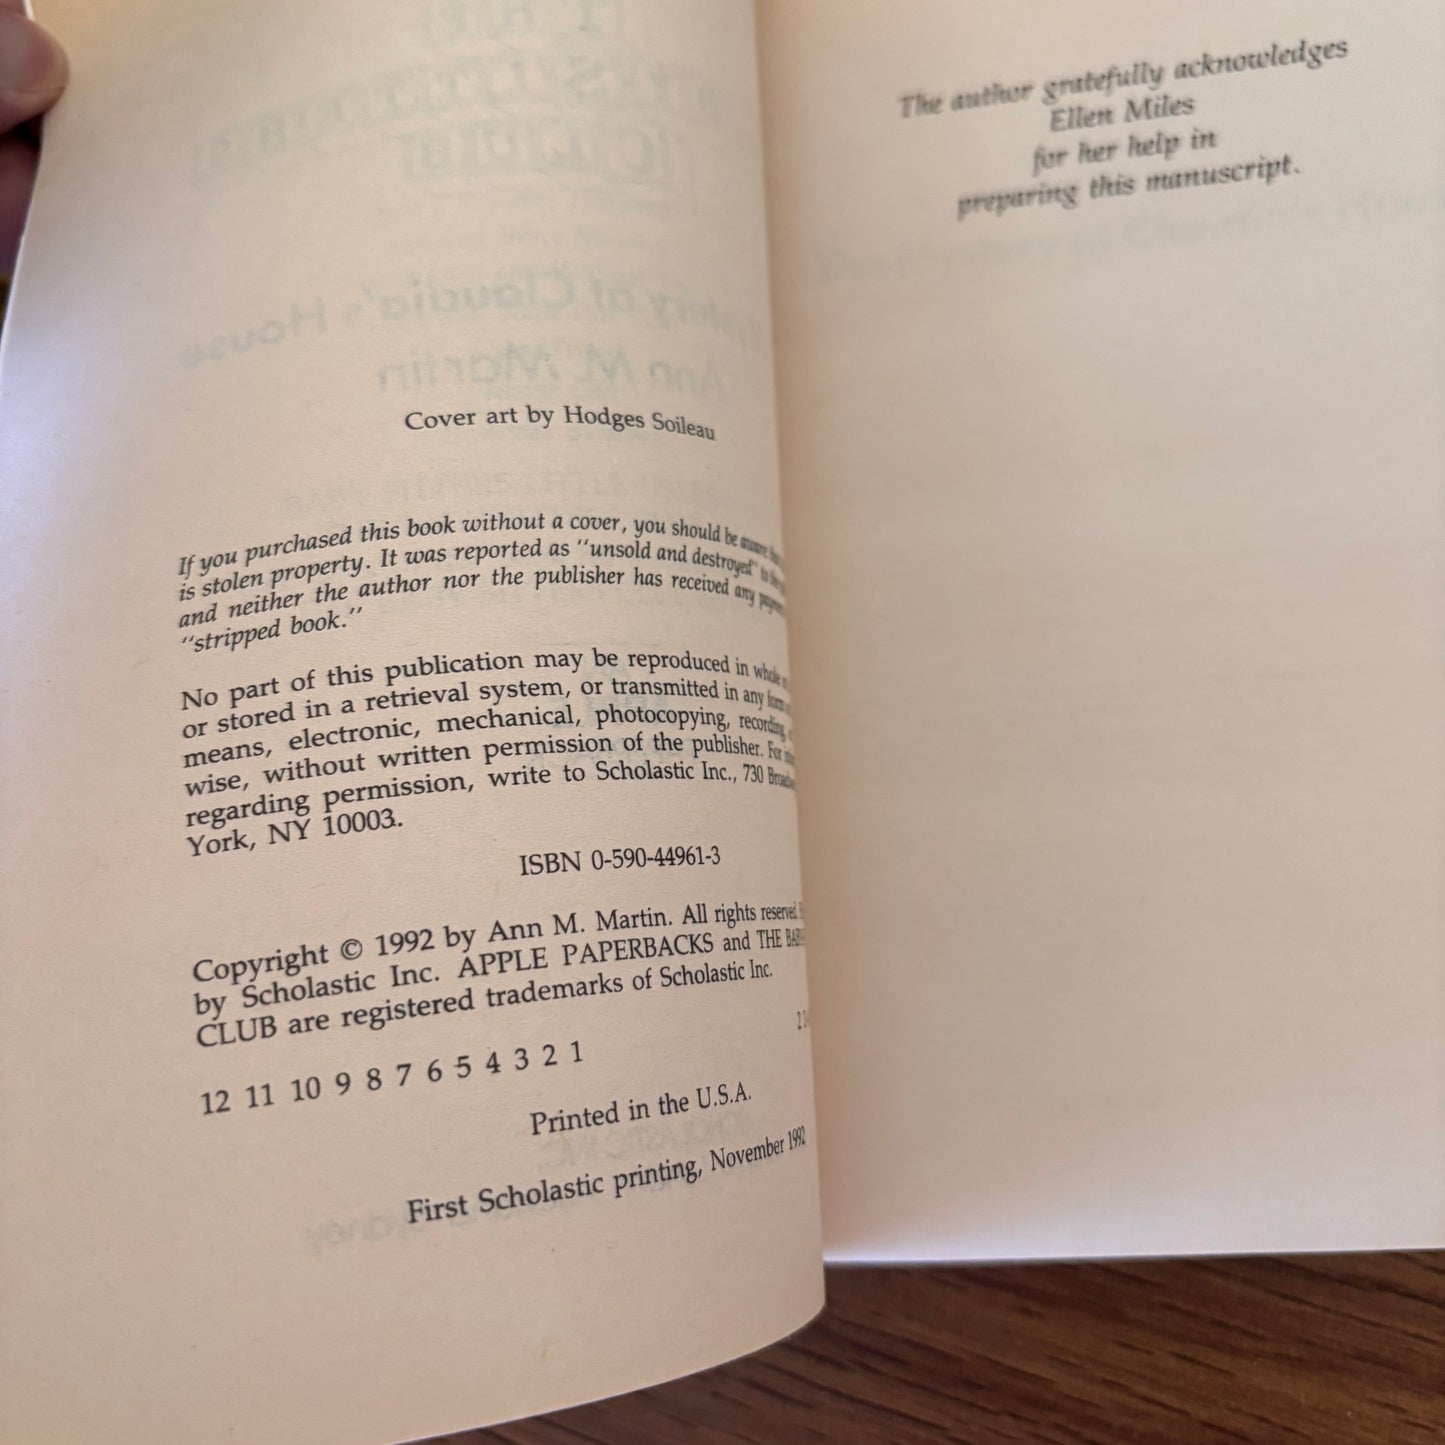 Cover art by Hodges Soileau
If you purchased this book without a cover, you should be aware
is stolen property. It was reported as "unsold and destroyed" to the
and neither the author nor the publisher has received any
"stripped book."
No part of this publication may be reproduced in whole
or stored in a retrieval system, or transmitted in any form
means, electronic, mechanical, photocopying, recording,
wise, without written permission of the publisher. For
regarding permission, write to Scholastic Inc., 730
York, NY 10003.
ISBN 0-590-44961-3
Copyright © 1992 by Ann M. Martin. All rights reserved.
by Scholastic Inc. APPLE PAPERBACKS and THE
CLUB are registered trademarks of Scholastic Inc.
12 11 10 9 8 7 6 5 4 3 2 1
Printed in the U.S.A.
First Scholastic printing, November 1992
The author gratefully acknowledges
Ellen Miles
for her help in
preparing this manuscript.